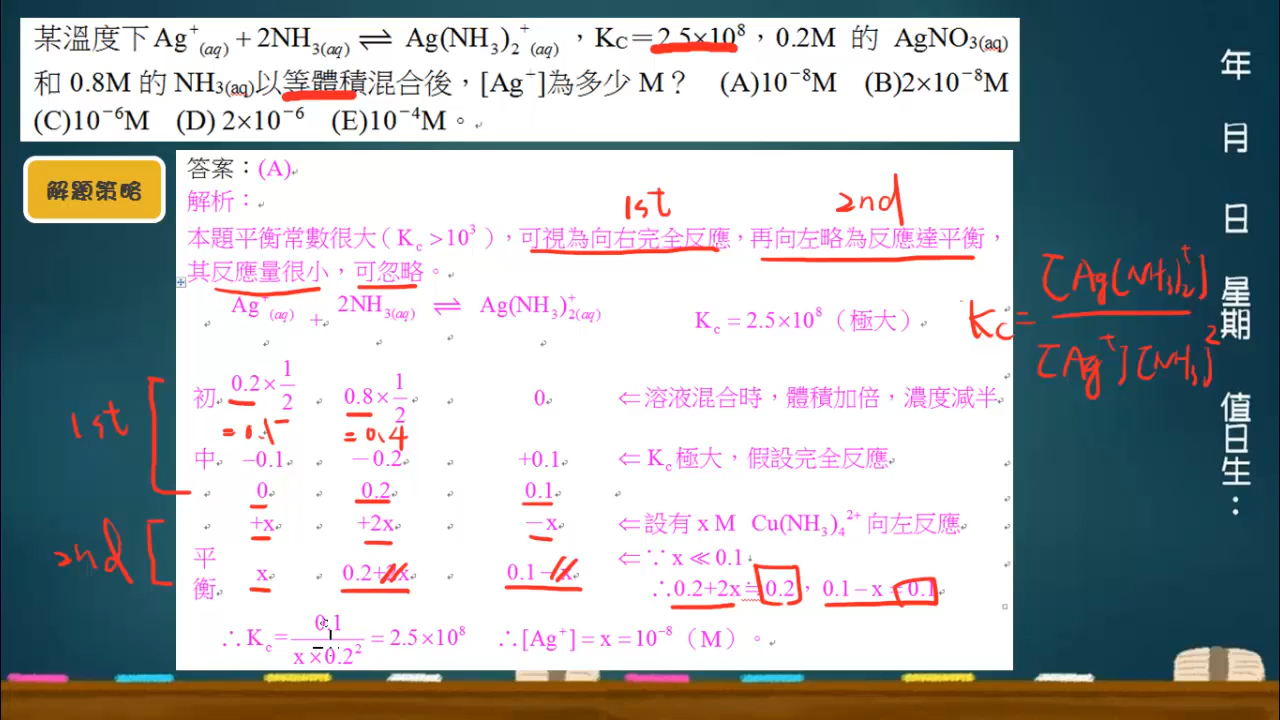 某溫度下 Ag⁺(aq) + 2NH₃(aq) ⇌ Ag(NH₃)₂⁺(aq)，Kc＝2.5×10⁸，0.2M 的 AgNO₃(aq)
和 0.8M 的 NH₃(aq)以等體積混合後，[Ag⁺]為多少 M？ (A)10⁻⁸M (B)2×10⁻⁸M
(C)10⁻⁶M (D) 2×10⁻⁶ (E)10⁻⁴M。
解題策略
答案：(A)
解析：
1st 2nd
本題平衡常數很大（Kc＞10³），可視為向右完全反應，再向左略為反應達平衡，
其反應量很小，可忽略。
Ag⁺(aq) + 2NH₃(aq) ⇌ Ag(NH₃)₂⁺(aq) Kc = 2.5×10⁸（極大）
Kc = [Ag(NH₃)₂⁺] / [Ag⁺][NH₃]²
1st
初 0.2×1/2 0.8×1/2 0 ⇐溶液混合時，體積加倍，濃度減半
=0.1 =0.4
中 −0.1 −0.2 +0.1 ⇐Kc極大，假設完全反應
0 0.2 0.1
2nd
+x +2x −x ⇐設有 x M Cu(NH₃)₄²⁺向左反應
平衡 x 0.2+2x 0.1−x ⇐∵x≪0.1
∴0.2+2x≒0.2，0.1−x≒0.1
∴Kc = 0.1 / x×0.2² = 2.5×10⁸ ∴[Ag⁺] = x = 10⁻⁸（M）。
年
月
日
星期
值日生：